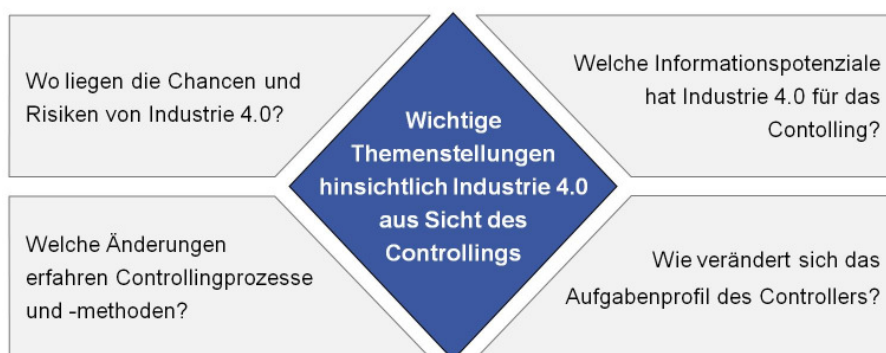 Wo liegen die Chancen und
Risiken von Industrie 4.0?
Welche Informationspotenziale
hat Industrie 4.0 für das
Contolling?
Wichtige
Themenstellungen
hinsichtlich Industrie 4.0
aus Sicht des
Controllings
Welche Änderungen
erfahren Controllingprozesse
und -methoden?
Wie verändert sich das
Aufgabenprofil des Controllers?